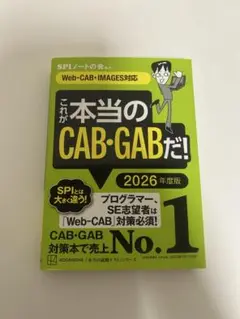 SPIノートの会
Web-CAB・IMAGES対応
これが
本当の
CAB・GABだ!
2026年度版
SPIとは
大きく違う!
プログラマー、
SE志望者は
「Web-CAB」対策必須!
CAB・GAB
対策本で売上
No.1